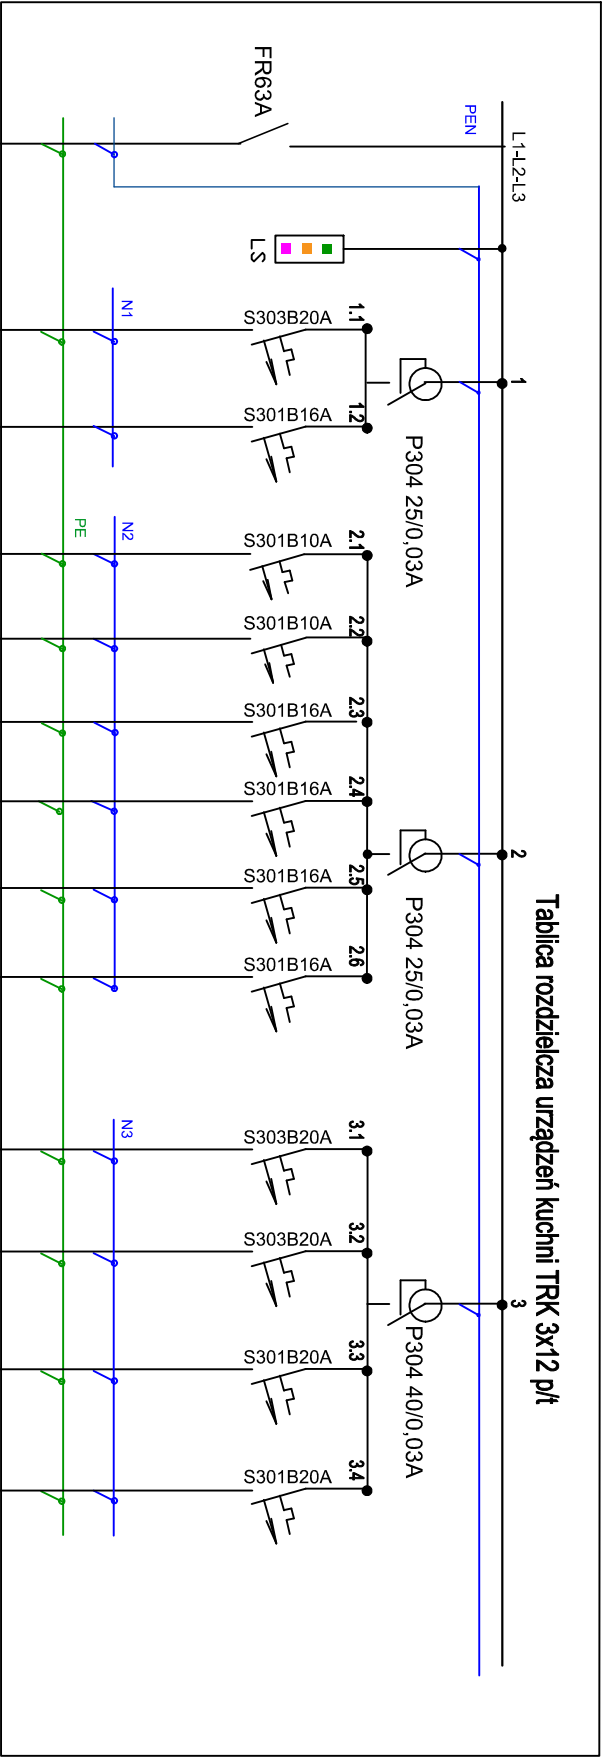 Tablica rozdzielcza urządzeń kuchni TRK 3x12 p/t
L1-L2-L3
PEN
FR63A
LS
1
P304 25/0,03A
1.1
S303B20A
1.2
S301B16A
N1
2
P304 25/0,03A
2.1
S301B10A
2.2
S301B10A
2.3
S301B16A
2.4
S301B16A
2.5
S301B16A
2.6
S301B16A
N2
PE
3
P304 40/0,03A
3.1
S303B20A
3.2
S303B20A
3.3
S301B20A
3.4
S301B20A
N3